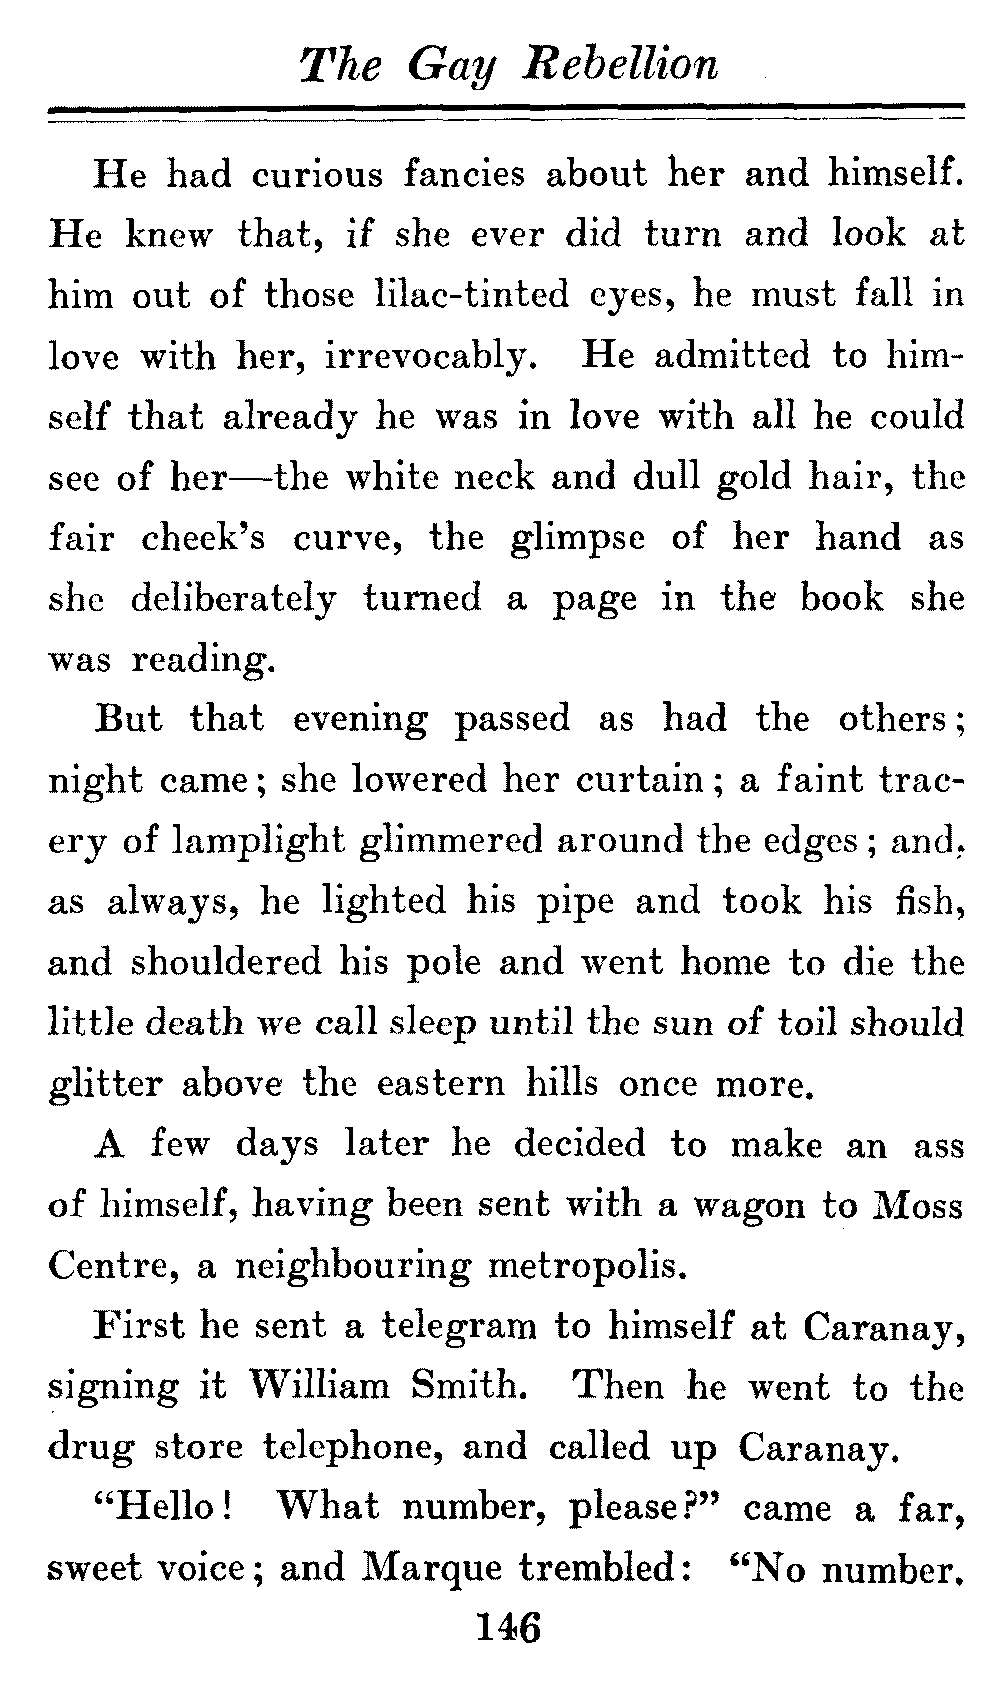 The Gay Rebellion
He had curious fancies about her and himself.
He knew that, if she ever did turn and look at
him out of those lilac-tinted eyes, he must fall in
love with her, irrevocably. He admitted to him-
self that already he was in love with all he could
see of her—the white neck and dull gold hair, the
fair cheek's curve, the glimpse of her hand as
she deliberately turned a page in the book she
was reading.
But that evening passed as had the others;
night came; she lowered her curtain; a faint trac-
ery of lamplight glimmered around the edges; and,
as always, he lighted his pipe and took his fish,
and shouldered his pole and went home to die the
little death we call sleep until the sun of toil should
glitter above the eastern hills once more.
A few days later he decided to make an ass
of himself, having been sent with a wagon to Moss
Centre, a neighbouring metropolis.
First he sent a telegram to himself at Caranay,
signing it William Smith. Then he went to the
drug store telephone, and called up Caranay.
"Hello! What number, please?" came a far,
sweet voice; and Marque trembled: "No number.
146